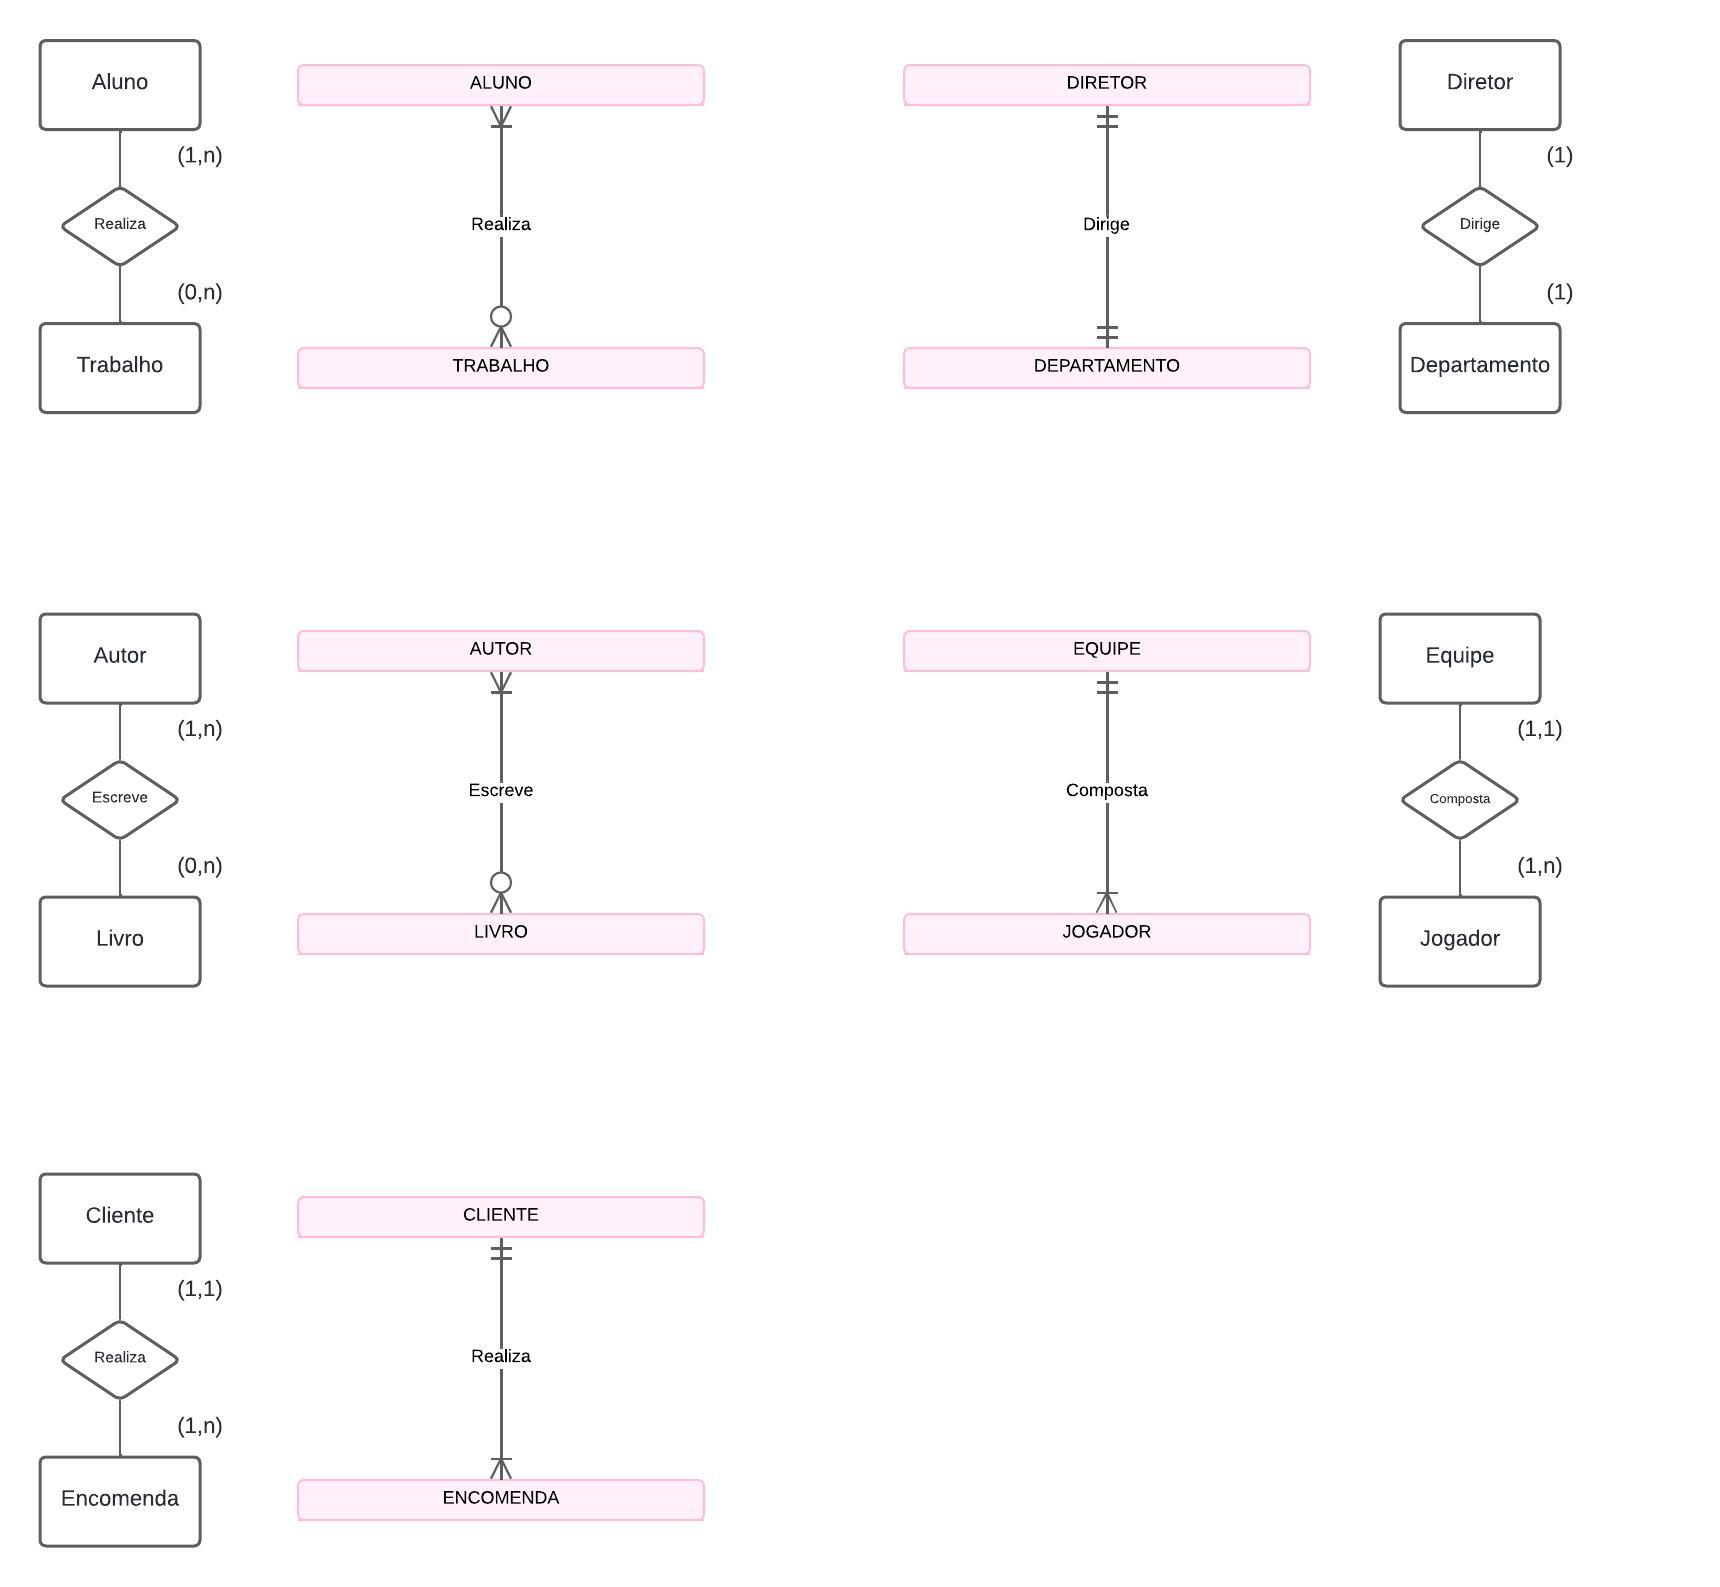 Aluno
(1,n)
Realiza
(0,n)
Trabalho
ALUNO
Realiza
TRABALHO
DIRETOR
Dirige
DEPARTAMENTO
Diretor
(1)
Dirige
(1)
Departamento
Autor
(1,n)
Escreve
(0,n)
Livro
AUTOR
Escreve
LIVRO
EQUIPE
Composta
JOGADOR
Equipe
(1,1)
Composta
(1,n)
Jogador
Cliente
(1,1)
Realiza
(1,n)
Encomenda
CLIENTE
Realiza
ENCOMENDA